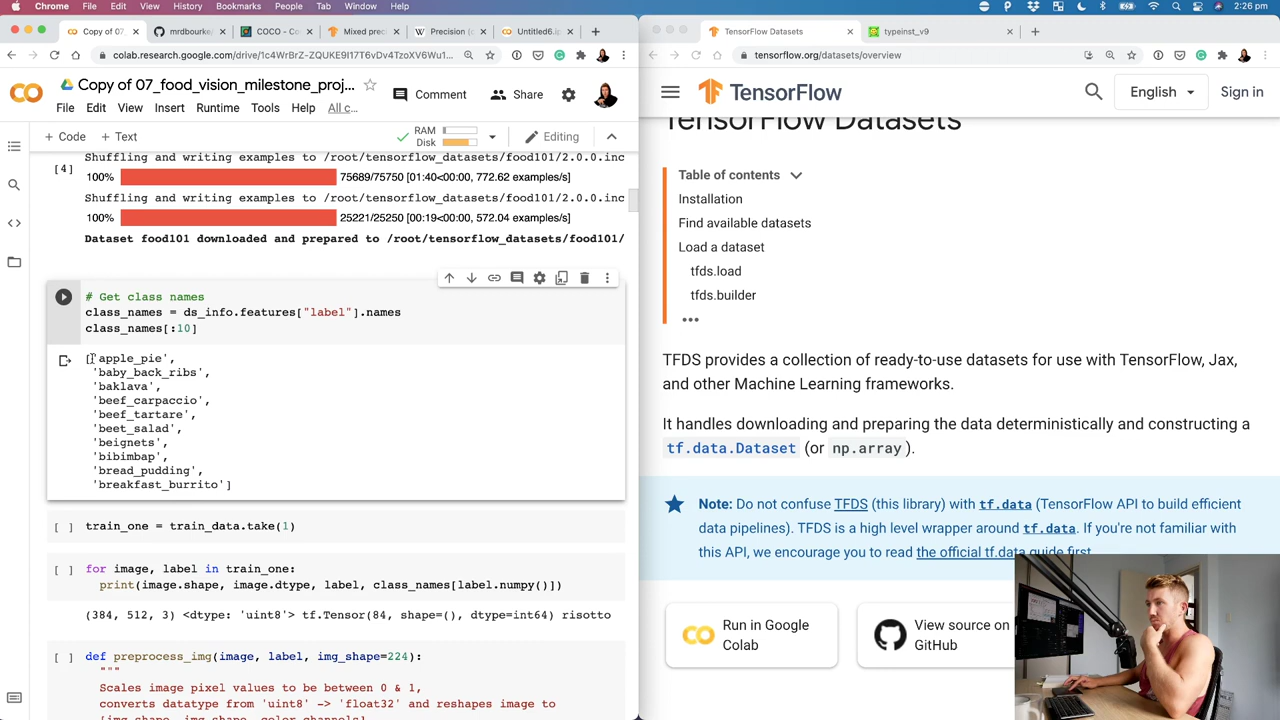 Chrome File Edit View History Bookmarks People Tab Window Help
2:26 pm
Copy of 07_
mrdbourke
COCO - Co
Mixed prec
Precision (
Untitled6.ip
colab.research.google.com/drive/1c4WrBrZ-ZQUKE9I17T6vDv4TzoXV6Wu1...
Copy of 07_food_vision_milestone_proj...
Comment
Share
File Edit View Insert Runtime Tools Help All c...
+ Code + Text
RAM
Disk
Editing
Shuffling and writing examples to /root/tensorflow_datasets/food101/2.0.0.inc
[4]
100% 75689/75750 [01:40<00:00, 772.62 examples/s]
Shuffling and writing examples to /root/tensorflow_datasets/food101/2.0.0.inc
100% 25221/25250 [00:19<00:00, 572.04 examples/s]
Dataset food101 downloaded and prepared to /root/tensorflow_datasets/food101/
# Get class names
class_names = ds_info.features["label"].names
class_names[:10]
['apple_pie',
'baby_back_ribs',
'baklava',
'beef_carpaccio',
'beef_tartare',
'beet_salad',
'beignets',
'bibimbap',
'bread_pudding',
'breakfast_burrito']
[ ] train_one = train_data.take(1)
[ ] for image, label in train_one:
print(image.shape, image.dtype, label, class_names[label.numpy()])
(384, 512, 3) <dtype: 'uint8'> tf.Tensor(84, shape=(), dtype=int64) risotto
[ ] def preprocess_img(image, label, img_shape=224):
"""
Scales image pixel values to be between 0 & 1,
converts datatype from 'uint8' -> 'float32' and reshapes image to
[img_shape, img_shape, color_channels]
TensorFlow Datasets
typeinst_v9
tensorflow.org/datasets/overview
TensorFlow
English
Sign in
TensorFlow Datasets
Table of contents
Installation
Find available datasets
Load a dataset
tfds.load
tfds.builder
TFDS provides a collection of ready-to-use datasets for use with TensorFlow, Jax,
and other Machine Learning frameworks.
It handles downloading and preparing the data deterministically and constructing a
tf.data.Dataset (or np.array).
Note: Do not confuse TFDS (this library) with tf.data (TensorFlow API to build efficient
data pipelines). TFDS is a high level wrapper around tf.data. If you're not familiar with
this API, we encourage you to read the official tf.data guide first.
Run in Google
Colab
View source on
GitHub